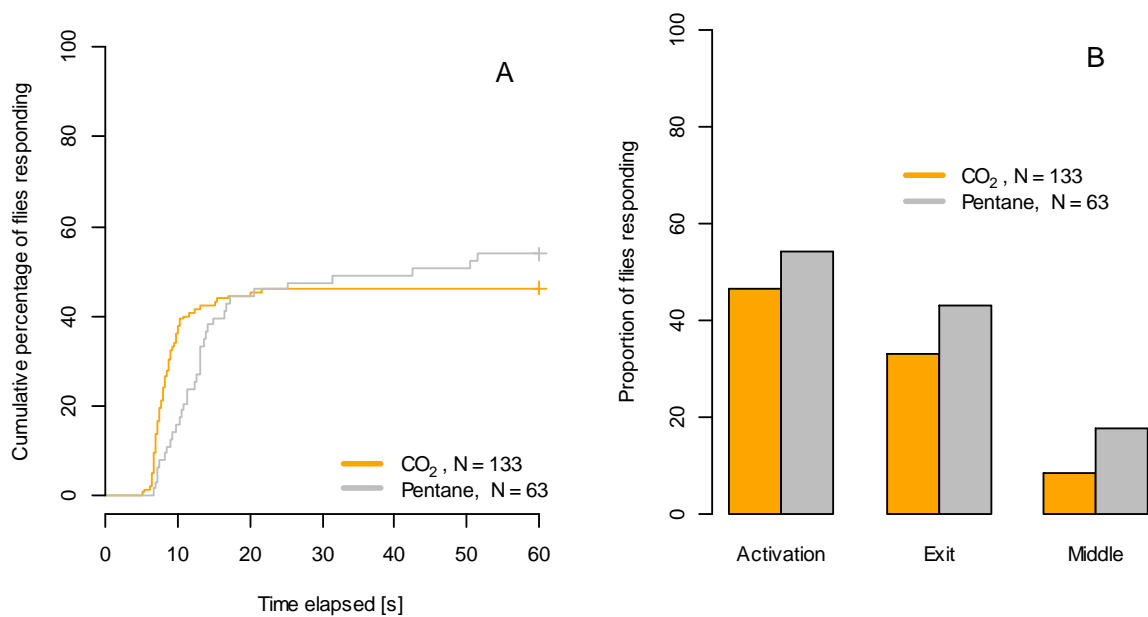 A
Cumulative percentage of flies responding
100
80
60
40
20
0
CO₂ , N = 133
Pentane, N = 63
0 10 20 30 40 50 60
Time elapsed [s]
B
Proportion of flies responding
100
80
60
40
20
0
CO₂ , N = 133
Pentane, N = 63
Activation Exit Middle